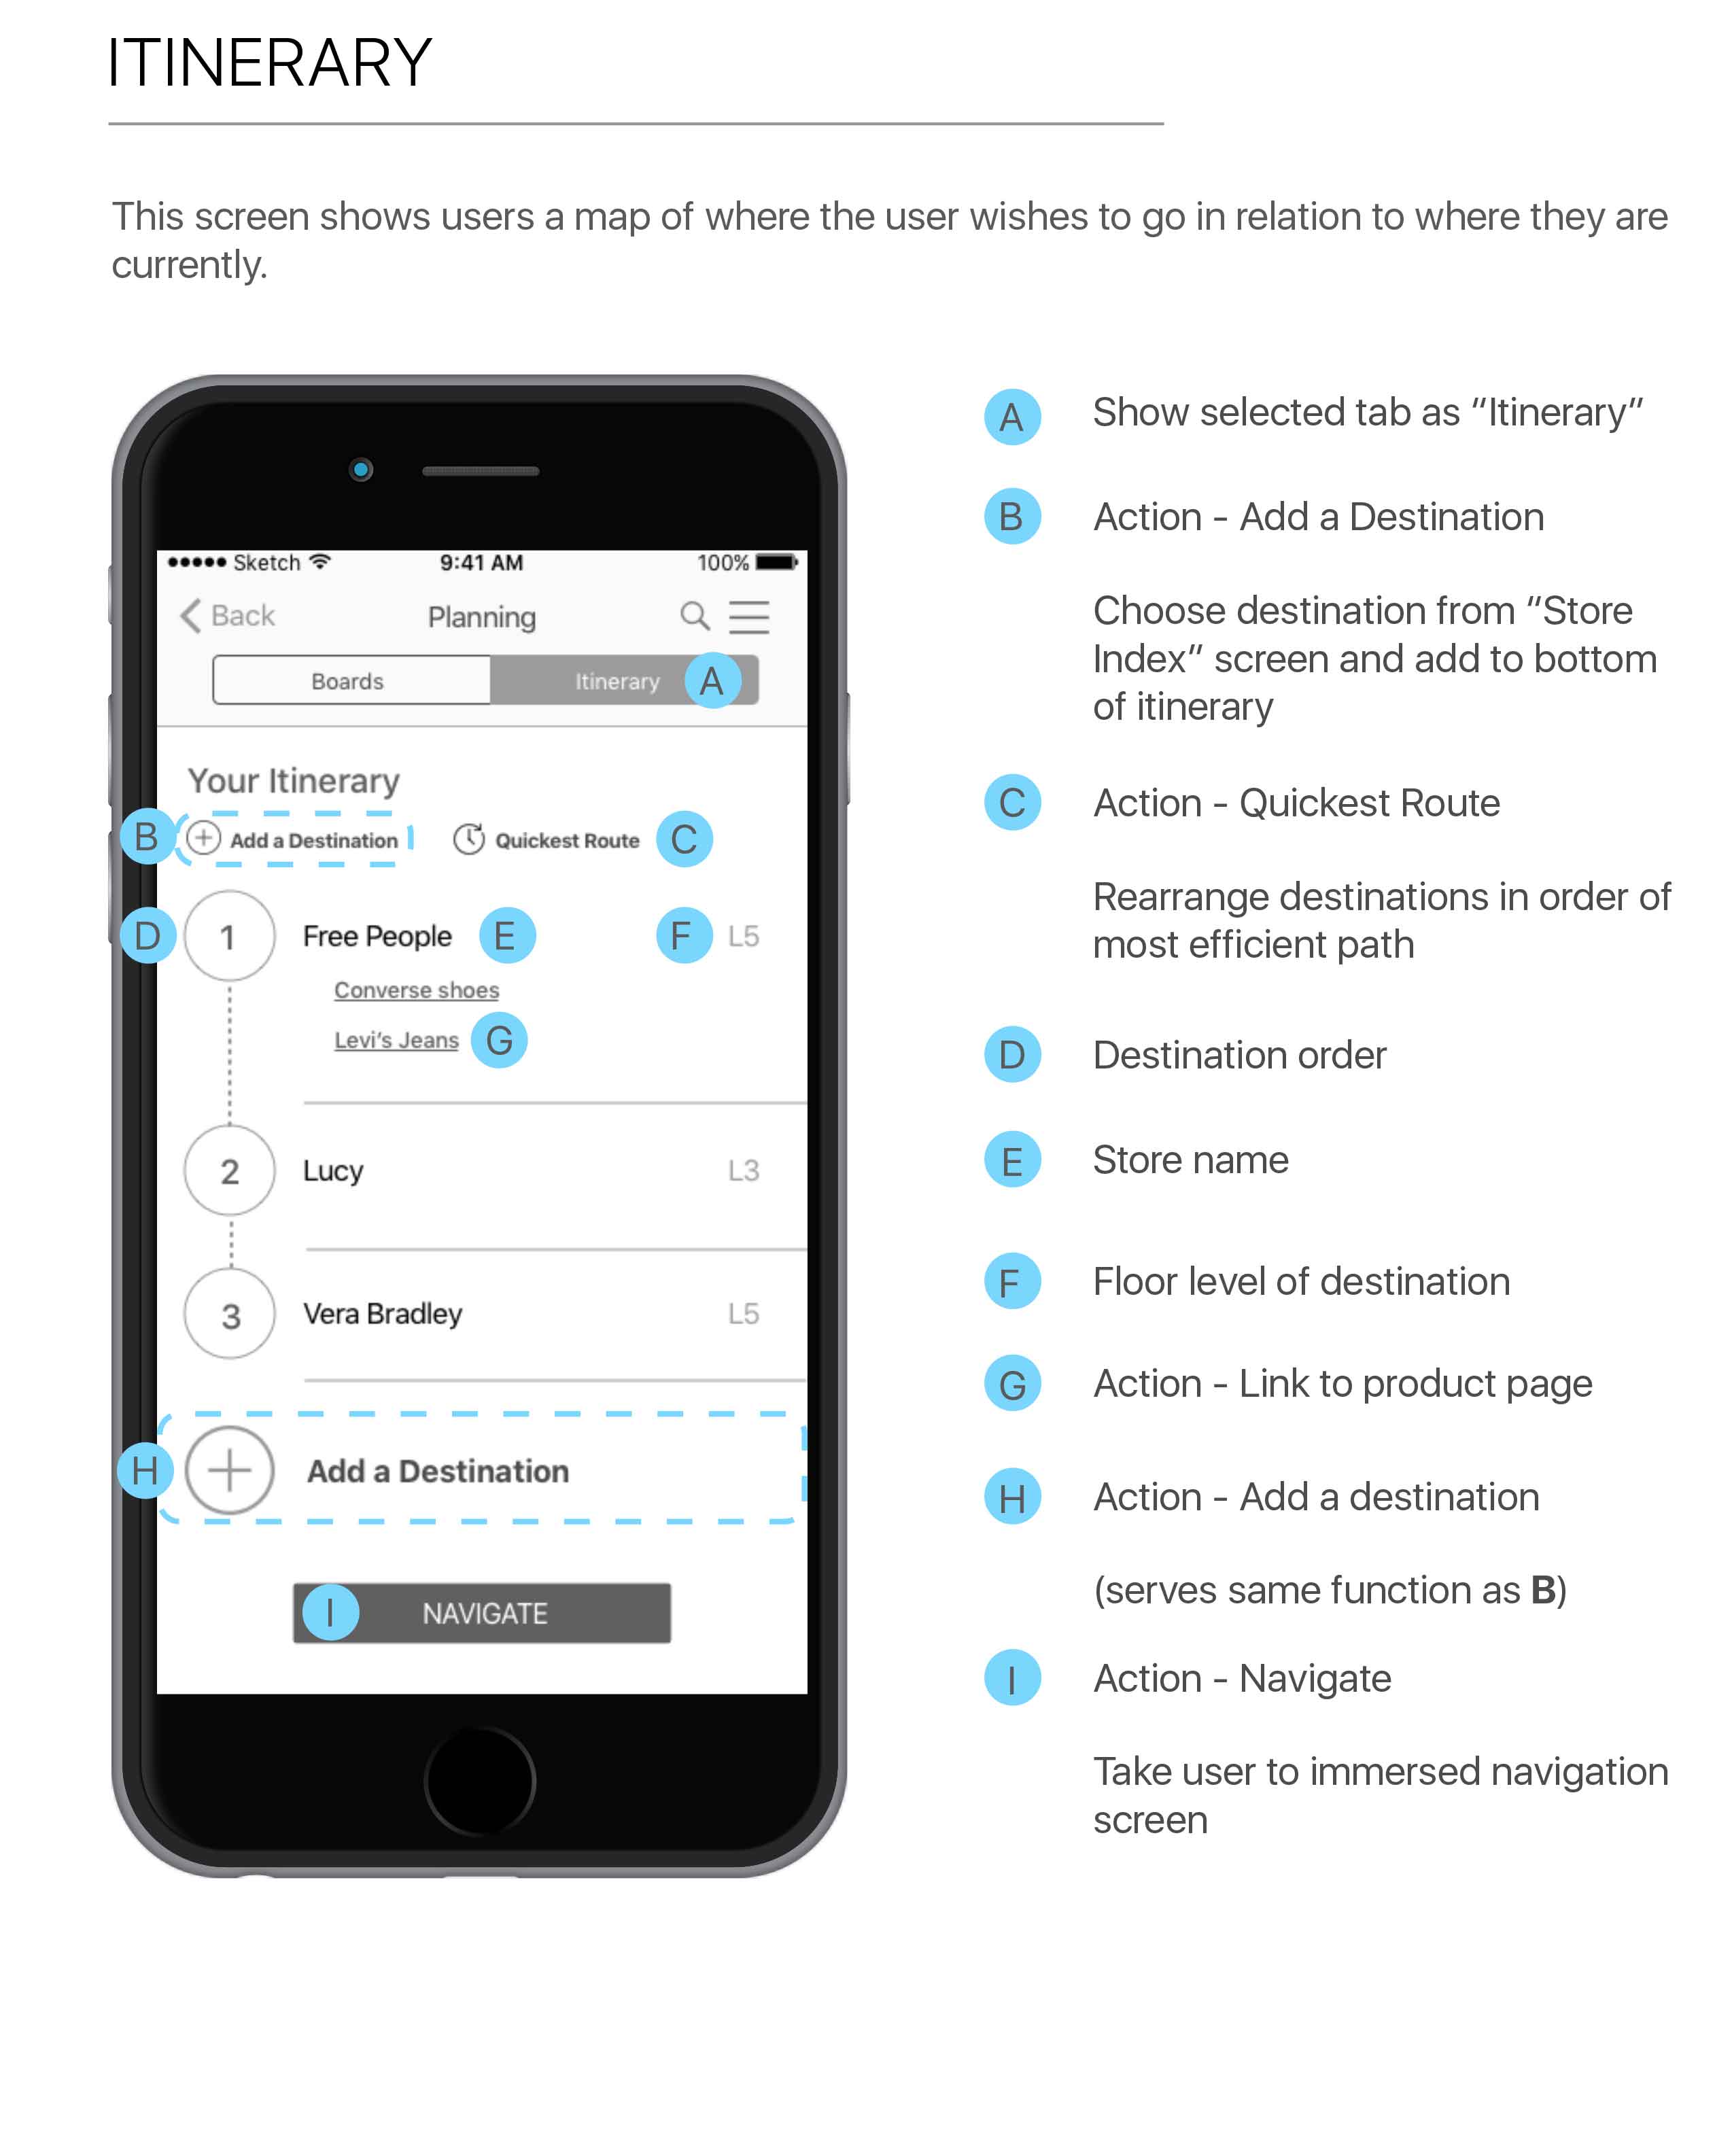 ITINERARY
This screen shows users a map of where the user wishes to go in relation to where they are
currently.
Sketch 9:41 AM 100%
Back Planning
Boards Itinerary A
Your Itinerary
B Add a Destination Quickest Route C
D 1 Free People E F L5
Converse shoes
Levi's Jeans G
2 Lucy L3
3 Vera Bradley L5
H Add a Destination
I NAVIGATE
A Show selected tab as “Itinerary”
B Action - Add a Destination
Choose destination from “Store
Index” screen and add to bottom
of itinerary
C Action - Quickest Route
Rearrange destinations in order of
most efficient path
D Destination order
E Store name
F Floor level of destination
G Action - Link to product page
H Action - Add a destination
(serves same function as B)
I Action - Navigate
Take user to immersed navigation
screen